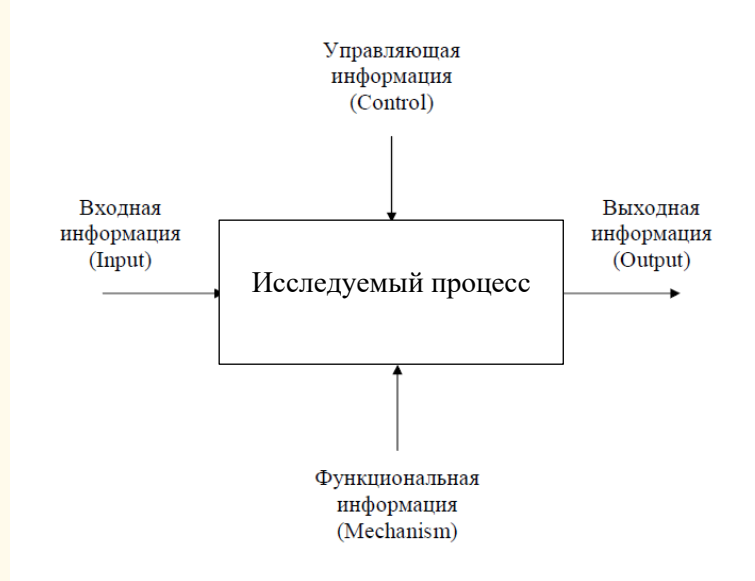 Управляющая
информация
(Control)
Входная
информация
(Input)
Исследуемый процесс
Выходная
информация
(Output)
Функциональная
информация
(Mechanism)